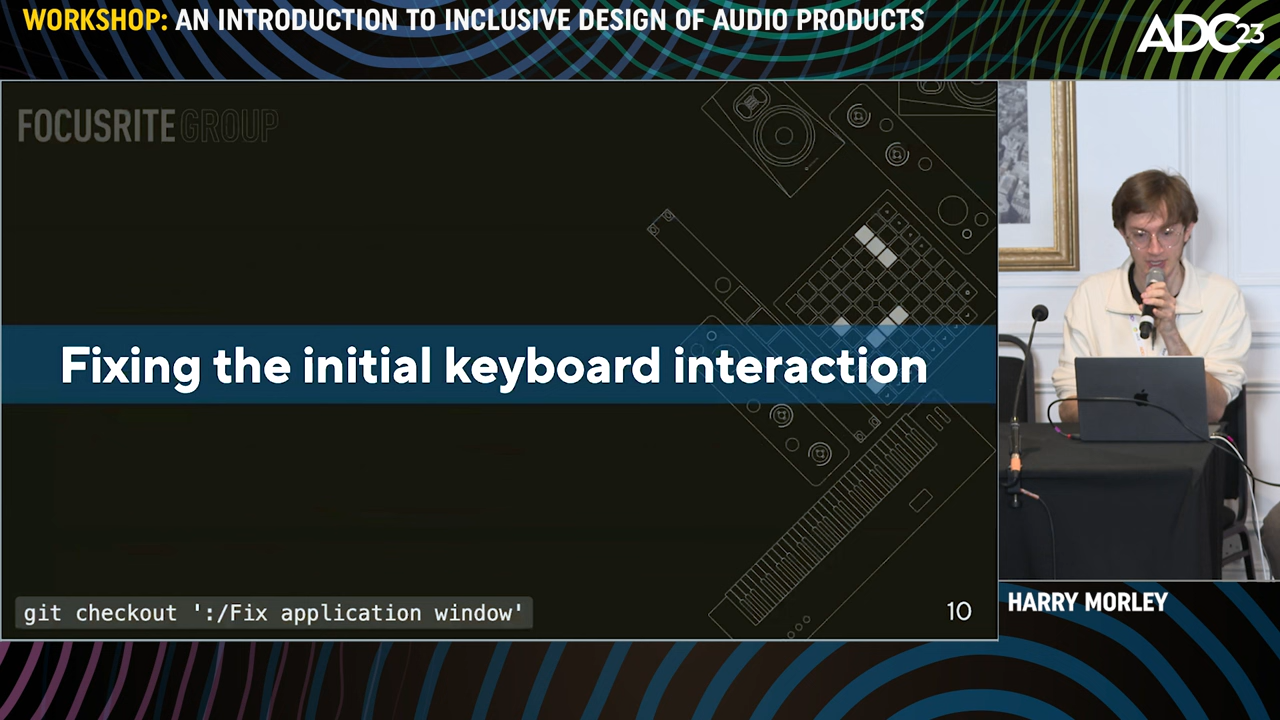 WORKSHOP: AN INTRODUCTION TO INCLUSIVE DESIGN OF AUDIO PRODUCTS
ADC23
FOCUSRITE GROUP
Fixing the initial keyboard interaction
git checkout ':/Fix application window'
10
HARRY MORLEY